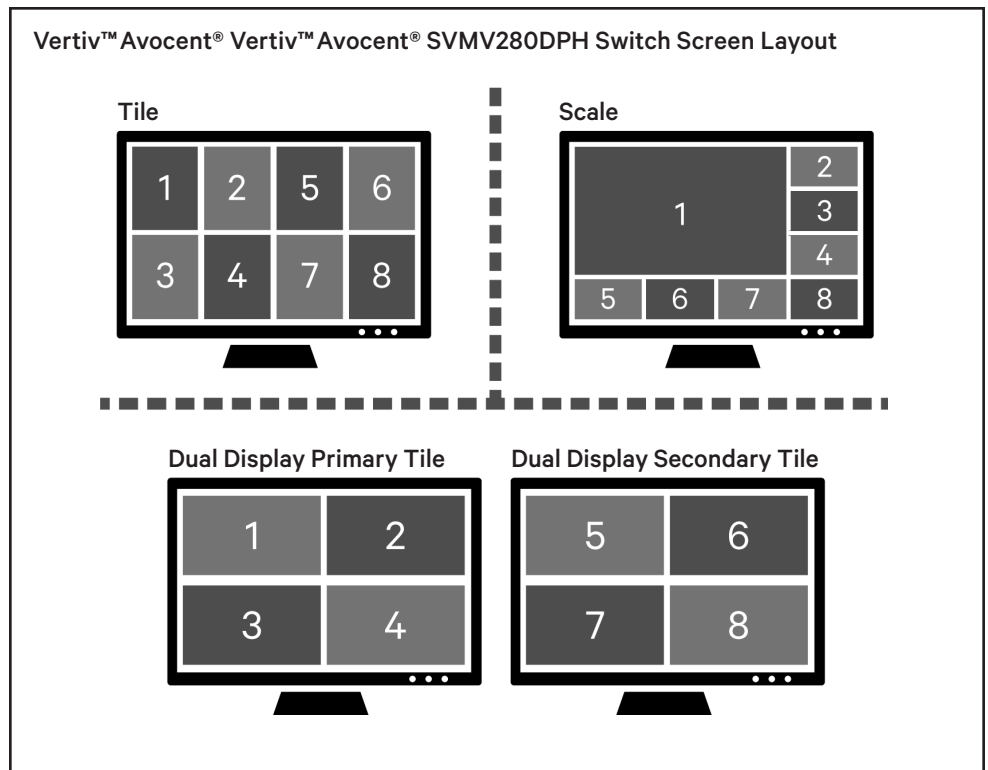 Vertiv™ Avocent® Vertiv™ Avocent® SVMV280DPH Switch Screen Layout
Tile
1 2 5 6
3 4 7 8
Scale
1
2
3
4
5 6 7 8
Dual Display Primary Tile
1 2
3 4
Dual Display Secondary Tile
5 6
7 8